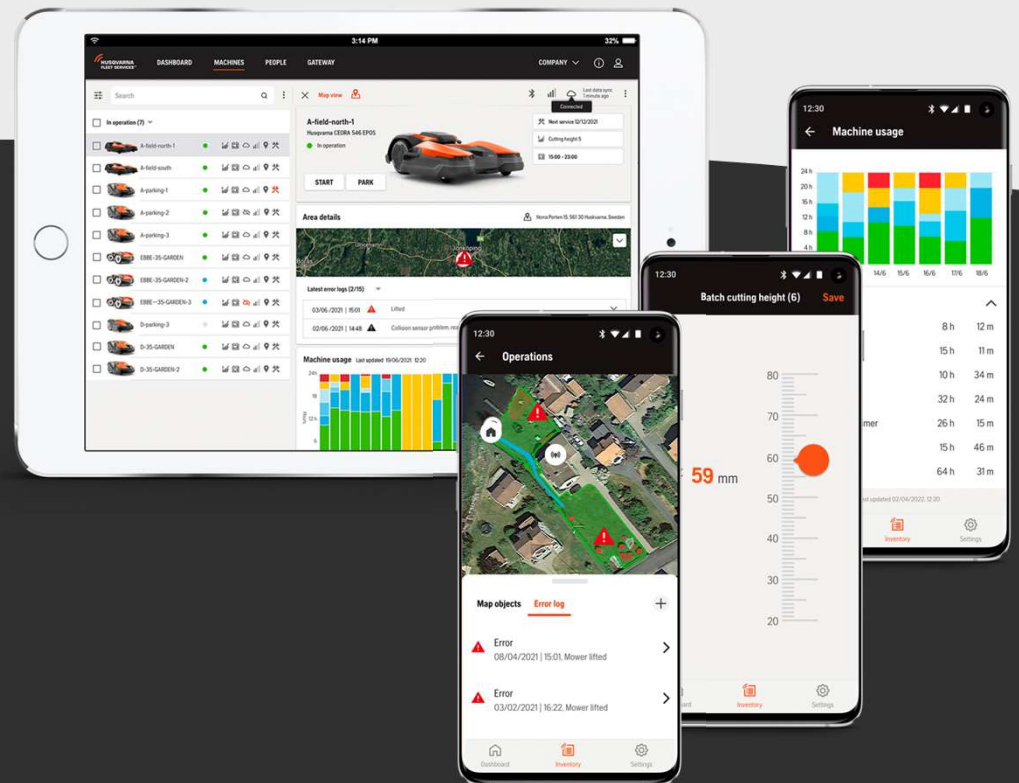 3:14 PM
32%
HUSQVARNA
FLEET SERVICES™
DASHBOARD
MACHINES
PEOPLE
GATEWAY
COMPANY
Search
Map view
Last data sync
1 minute ago
Connected
In operation (7)
A-field-north-1
A-field-south
A-parking-1
A-parking-2
A-parking-3
EBBE-35-GARDEN
EBBE-35-GARDEN-2
EBBE-35-GARDEN-3
D-parking-3
D-35-GARDEN
D-35-GARDEN-2
A-field-north-1
Husqvarna CEORA 546 EPOS
In operation
START
PARK
Next service 12/12/2021
Cutting height 5
15:00 - 23:00
Area details
Norra Porten 15, 561 30 Huskvarna, Sweden
Jönköping
Latest error logs (2/15)
03/06 /2021 | 15:01
Lifted
02/06 /2021 | 14:48
Collision sensor problem,
Machine usage
Last updated 19/06/2021 12:20
24h
18
12 h
6
12:30
Operations
Map objects
Error log
Error
08/04/2021 | 15:01, Mower lifted
Error
03/02/2021 | 16:22, Mower lifted
Dashboard
Inventory
Settings
12:30
Batch cutting height (6)
Save
59 mm
80
70
60
50
40
30
20
Inventory
Settings
12:30
Machine usage
24 h
20 h
16 h
12 h
8 h
4 h
14/6
15/6
16/6
17/6
18/6
8 h
12 m
15 h
11 m
10 h
34 m
32 h
24 m
26 h
15 m
15 h
46 m
64 h
31 m
updated 02/04/2022, 12:20
Inventory
Settings